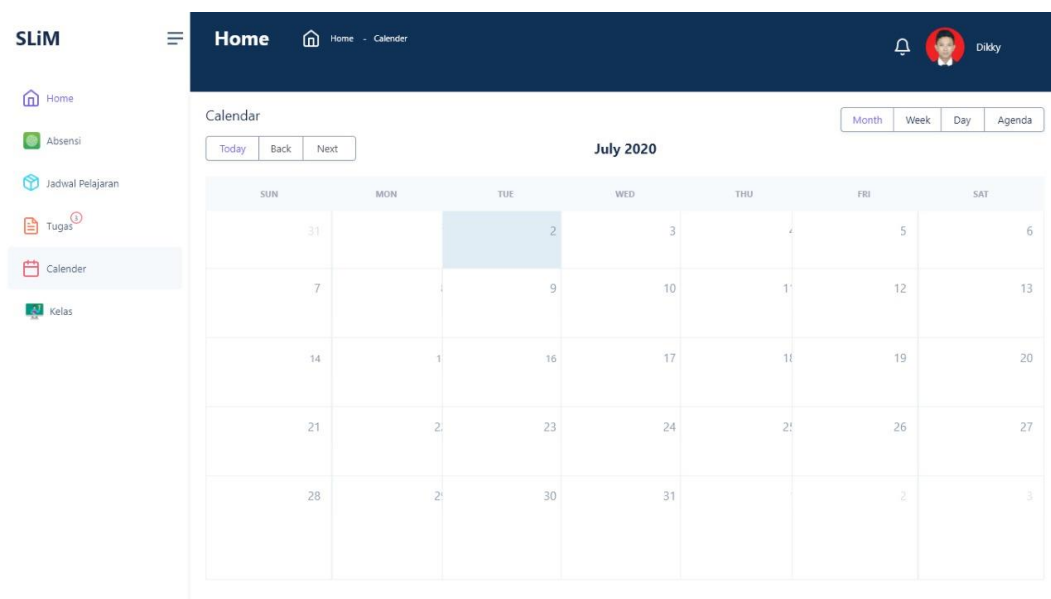 SLiM
Home
Absensi
Jadwal Pelajaran
Tugas
Calender
Kelas
Home Home - Calender
Dikky
Calendar
Month Week Day Agenda
Today Back Next
July 2020
SUN MON TUE WED THU FRI SAT
31 2 3 5 6
7 9 10 12 13
14 16 17 19 20
21 23 24 26 27
28 30 31 2 3